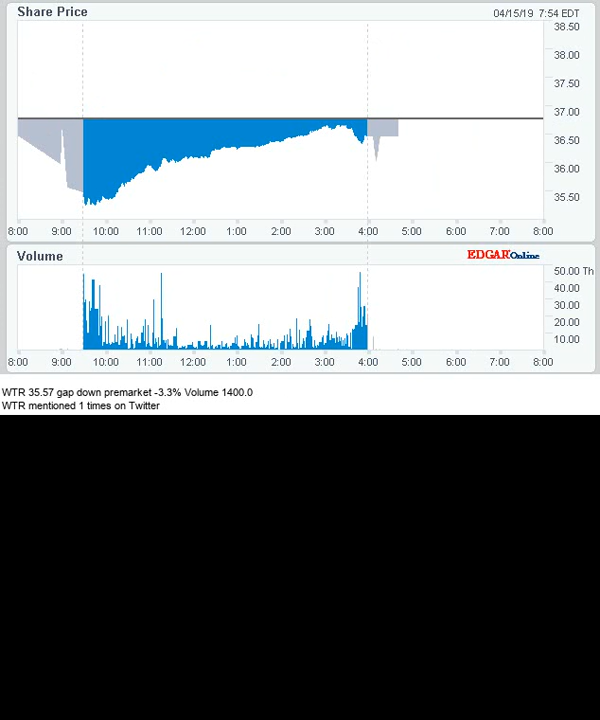 Share Price 04/15/19 7:54 EDT
38.50
38.00
37.50
37.00
36.50
36.00
35.50
8:00 9:00 10:00 11:00 12:00 1:00 2:00 3:00 4:00 5:00 6:00 7:00 8:00
Volume EDGAR Online
50.00 Th
40.00
30.00
20.00
10.00
8:00 9:00 10:00 11:00 12:00 1:00 2:00 3:00 4:00 5:00 6:00 7:00 8:00
WTR 35.57 gap down premarket -3.3% Volume 1400.0
WTR mentioned 1 times on Twitter